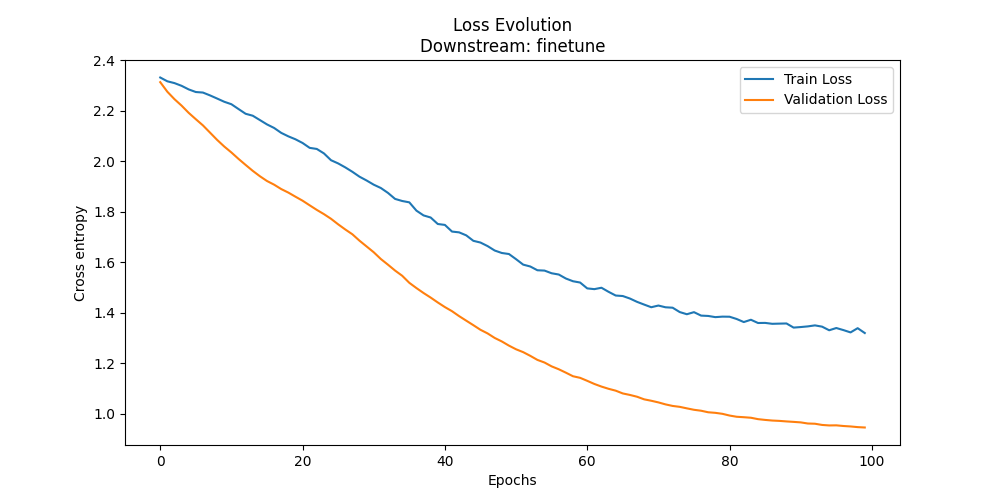 Loss Evolution
Downstream: finetune
Train Loss
Validation Loss
Cross entropy
2.4
2.2
2.0
1.8
1.6
1.4
1.2
1.0
0 20 40 60 80 100
Epochs